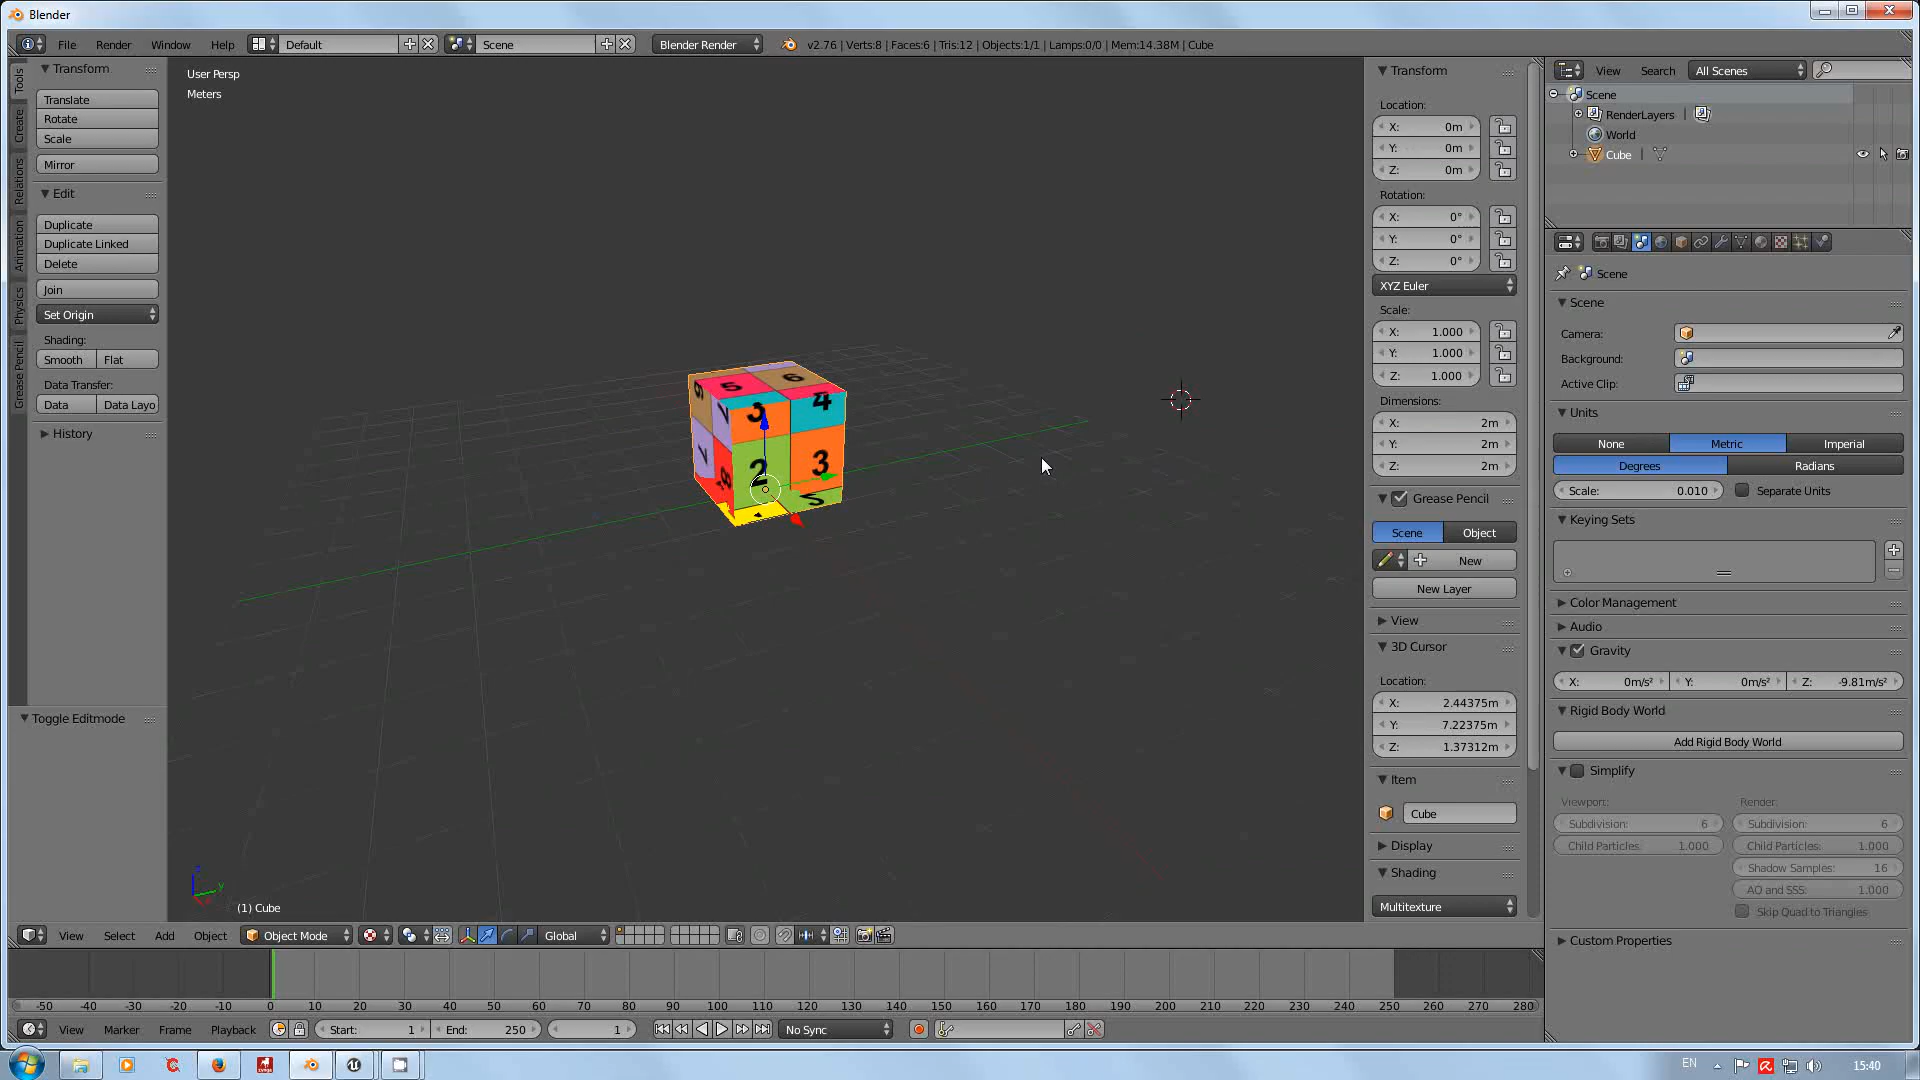 Blender
File Render Window Help Default Scene Blender Render v2.76 | Verts:8 | Faces:6 | Tris:12 | Objects:1/1 | Lamps:0/0 | Mem:14.38M | Cube
Tools
Create
Relations
Animation
Physics
Grease Pencil
Transform
Translate
Rotate
Scale
Mirror
Edit
Duplicate
Duplicate Linked
Delete
Join
Set Origin
Shading:
Smooth Flat
Data Transfer:
Data Data Layo
History
Toggle Editmode
User Persp
Meters
5 6
3 4
2 3
(1) Cube
Transform
Location:
X: 0m
Y: 0m
Z: 0m
Rotation:
X: 0°
Y: 0°
Z: 0°
XYZ Euler
Scale:
X: 1.000
Y: 1.000
Z: 1.000
Dimensions:
X: 2m
Y: 2m
Z: 2m
Grease Pencil
Scene Object
New
New Layer
View
3D Cursor
Location:
X: 2.44375m
Y: 7.22375m
Z: 1.37312m
Item
Cube
Display
Shading
Multitexture
View Search All Scenes
Scene
RenderLayers
World
Cube
Scene
Scene
Camera:
Background:
Active Clip:
Units
None Metric Imperial
Degrees Radians
Scale: 0.010 Separate Units
Keying Sets
Color Management
Audio
Gravity
X: 0m/s² Y: 0m/s² Z: -9.81m/s²
Rigid Body World
Add Rigid Body World
Simplify
Viewport: Render:
Subdivision: 6 Subdivision: 6
Child Particles: 1.000 Child Particles: 1.000
Shadow Samples: 16
AO and SSS: 1.000
Skip Quad to Triangles
Custom Properties
View Select Add Object Object Mode Global
-50 -40 -30 -20 -10 0 10 20 30 40 50 60 70 80 90 100 110 120 130 140 150 160 170 180 190 200 210 220 230 240 250 260 270 280
View Marker Frame Playback Start: 1 End: 250 1 No Sync
EN 15:40